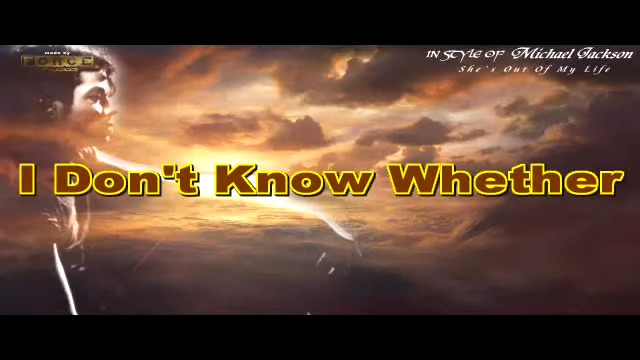 made by
FORCE
IN STYLE OF Michael Jackson
She's Out Of My Life
I Don't Know Whether